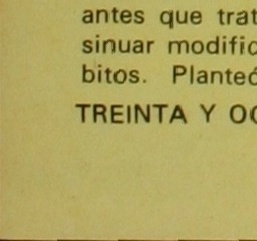 antes que trat
sinuar modific
bitos. Planteó
TREINTA Y OC